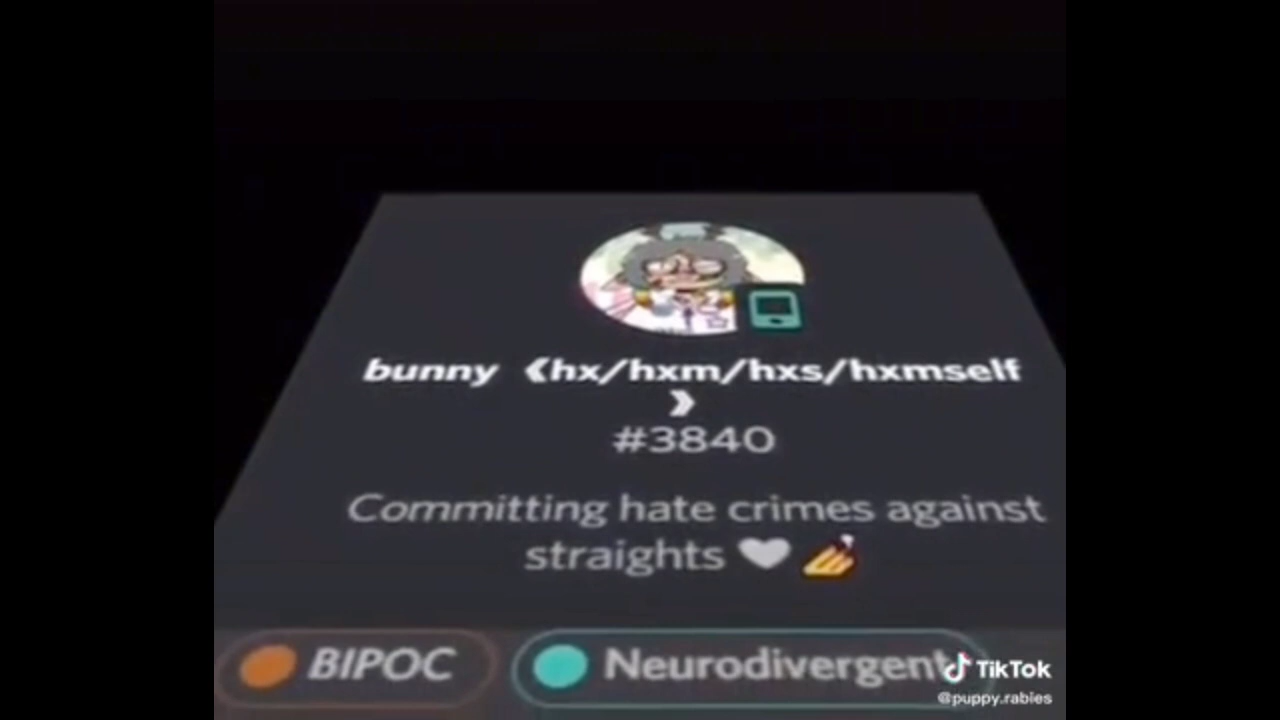 bunny 《hx/hxm/hxs/hxmself
》
#3840
Committing hate crimes against
straights 🤍 💅
BIPOC
Neurodivergent
TikTok
@puppy.rabies